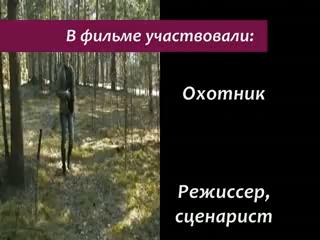 В фильме участвовали:
Охотник
Режиссер,
сценарист